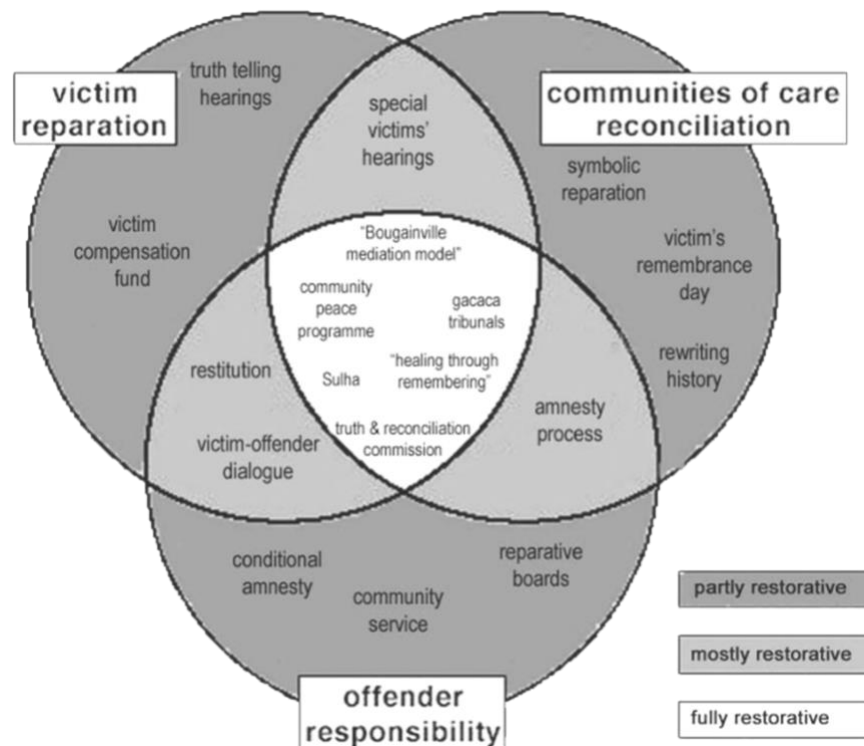 victim
reparation
truth telling
hearings
victim
compensation
fund
special
victims'
hearings
communities of care
reconciliation
symbolic
reparation
victim's
remembrance
day
rewriting
history
"Bougainville
mediation model"
community
peace
programme
gacaca
tribunals
Sulha
"healing through
remembering"
truth & reconciliation
commission
restitution
victim-offender
dialogue
amnesty
process
conditional
amnesty
community
service
reparative
boards
offender
responsibility
partly restorative
mostly restorative
fully restorative